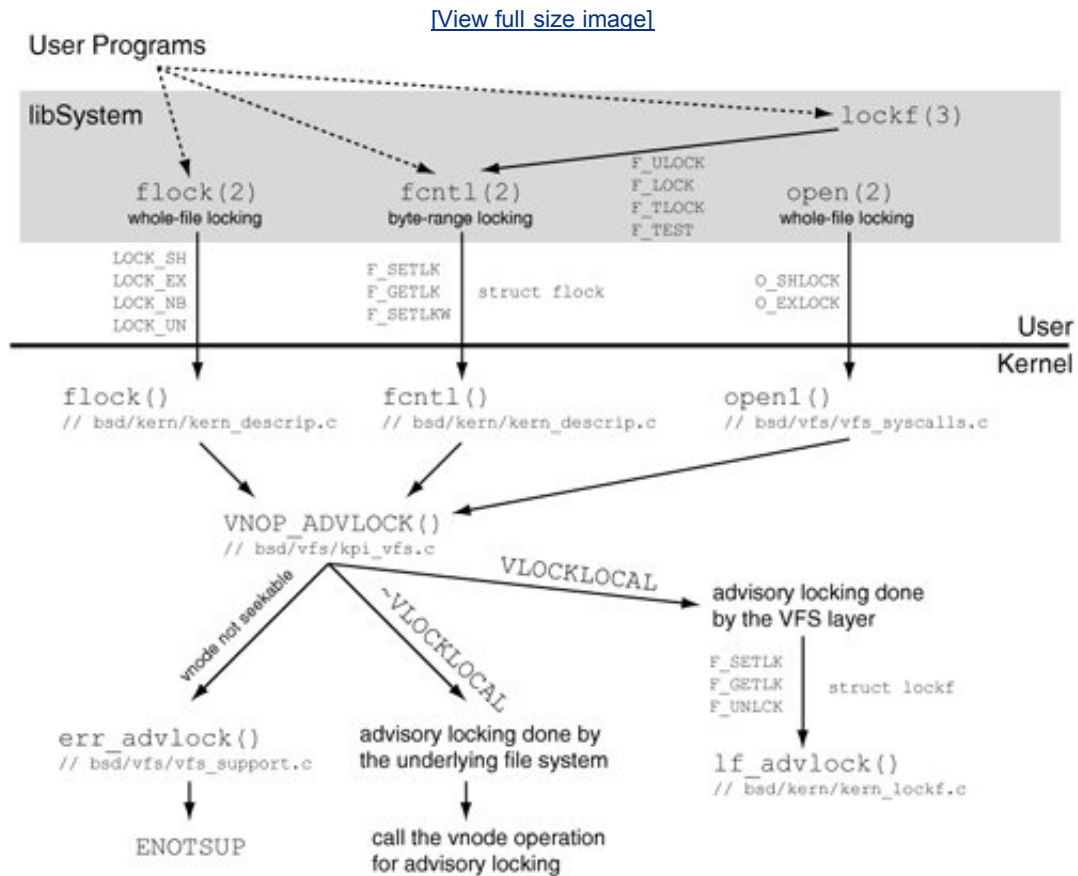 [View full size image]
User Programs
libSystem
lockf(3)
flock(2)
whole-file locking
fcntl(2)
byte-range locking
F_ULOCK
F_LOCK
F_TLOCK
F_TEST
open(2)
whole-file locking
LOCK_SH
LOCK_EX
LOCK_NB
LOCK_UN
F_SETLK
F_GETLK
F_SETLKW
struct flock
O_SHLOCK
O_EXLOCK
User
Kernel
flock()
// bsd/kern/kern_descrip.c
fcntl()
// bsd/kern/kern_descrip.c
open1()
// bsd/vfs/vfs_syscalls.c
VNOP_ADVLOCK()
// bsd/vfs/kpi_vfs.c
vnode not seekable
~VLOCKLOCAL
VLOCKLOCAL
advisory locking done
by the VFS layer
F_SETLK
F_GETLK
F_UNLCK
struct lockf
err_advlock()
// bsd/vfs/vfs_support.c
advisory locking done by
the underlying file system
lf_advlock()
// bsd/kern/kern_lockf.c
ENOTSUP
call the vnode operation
for advisory locking